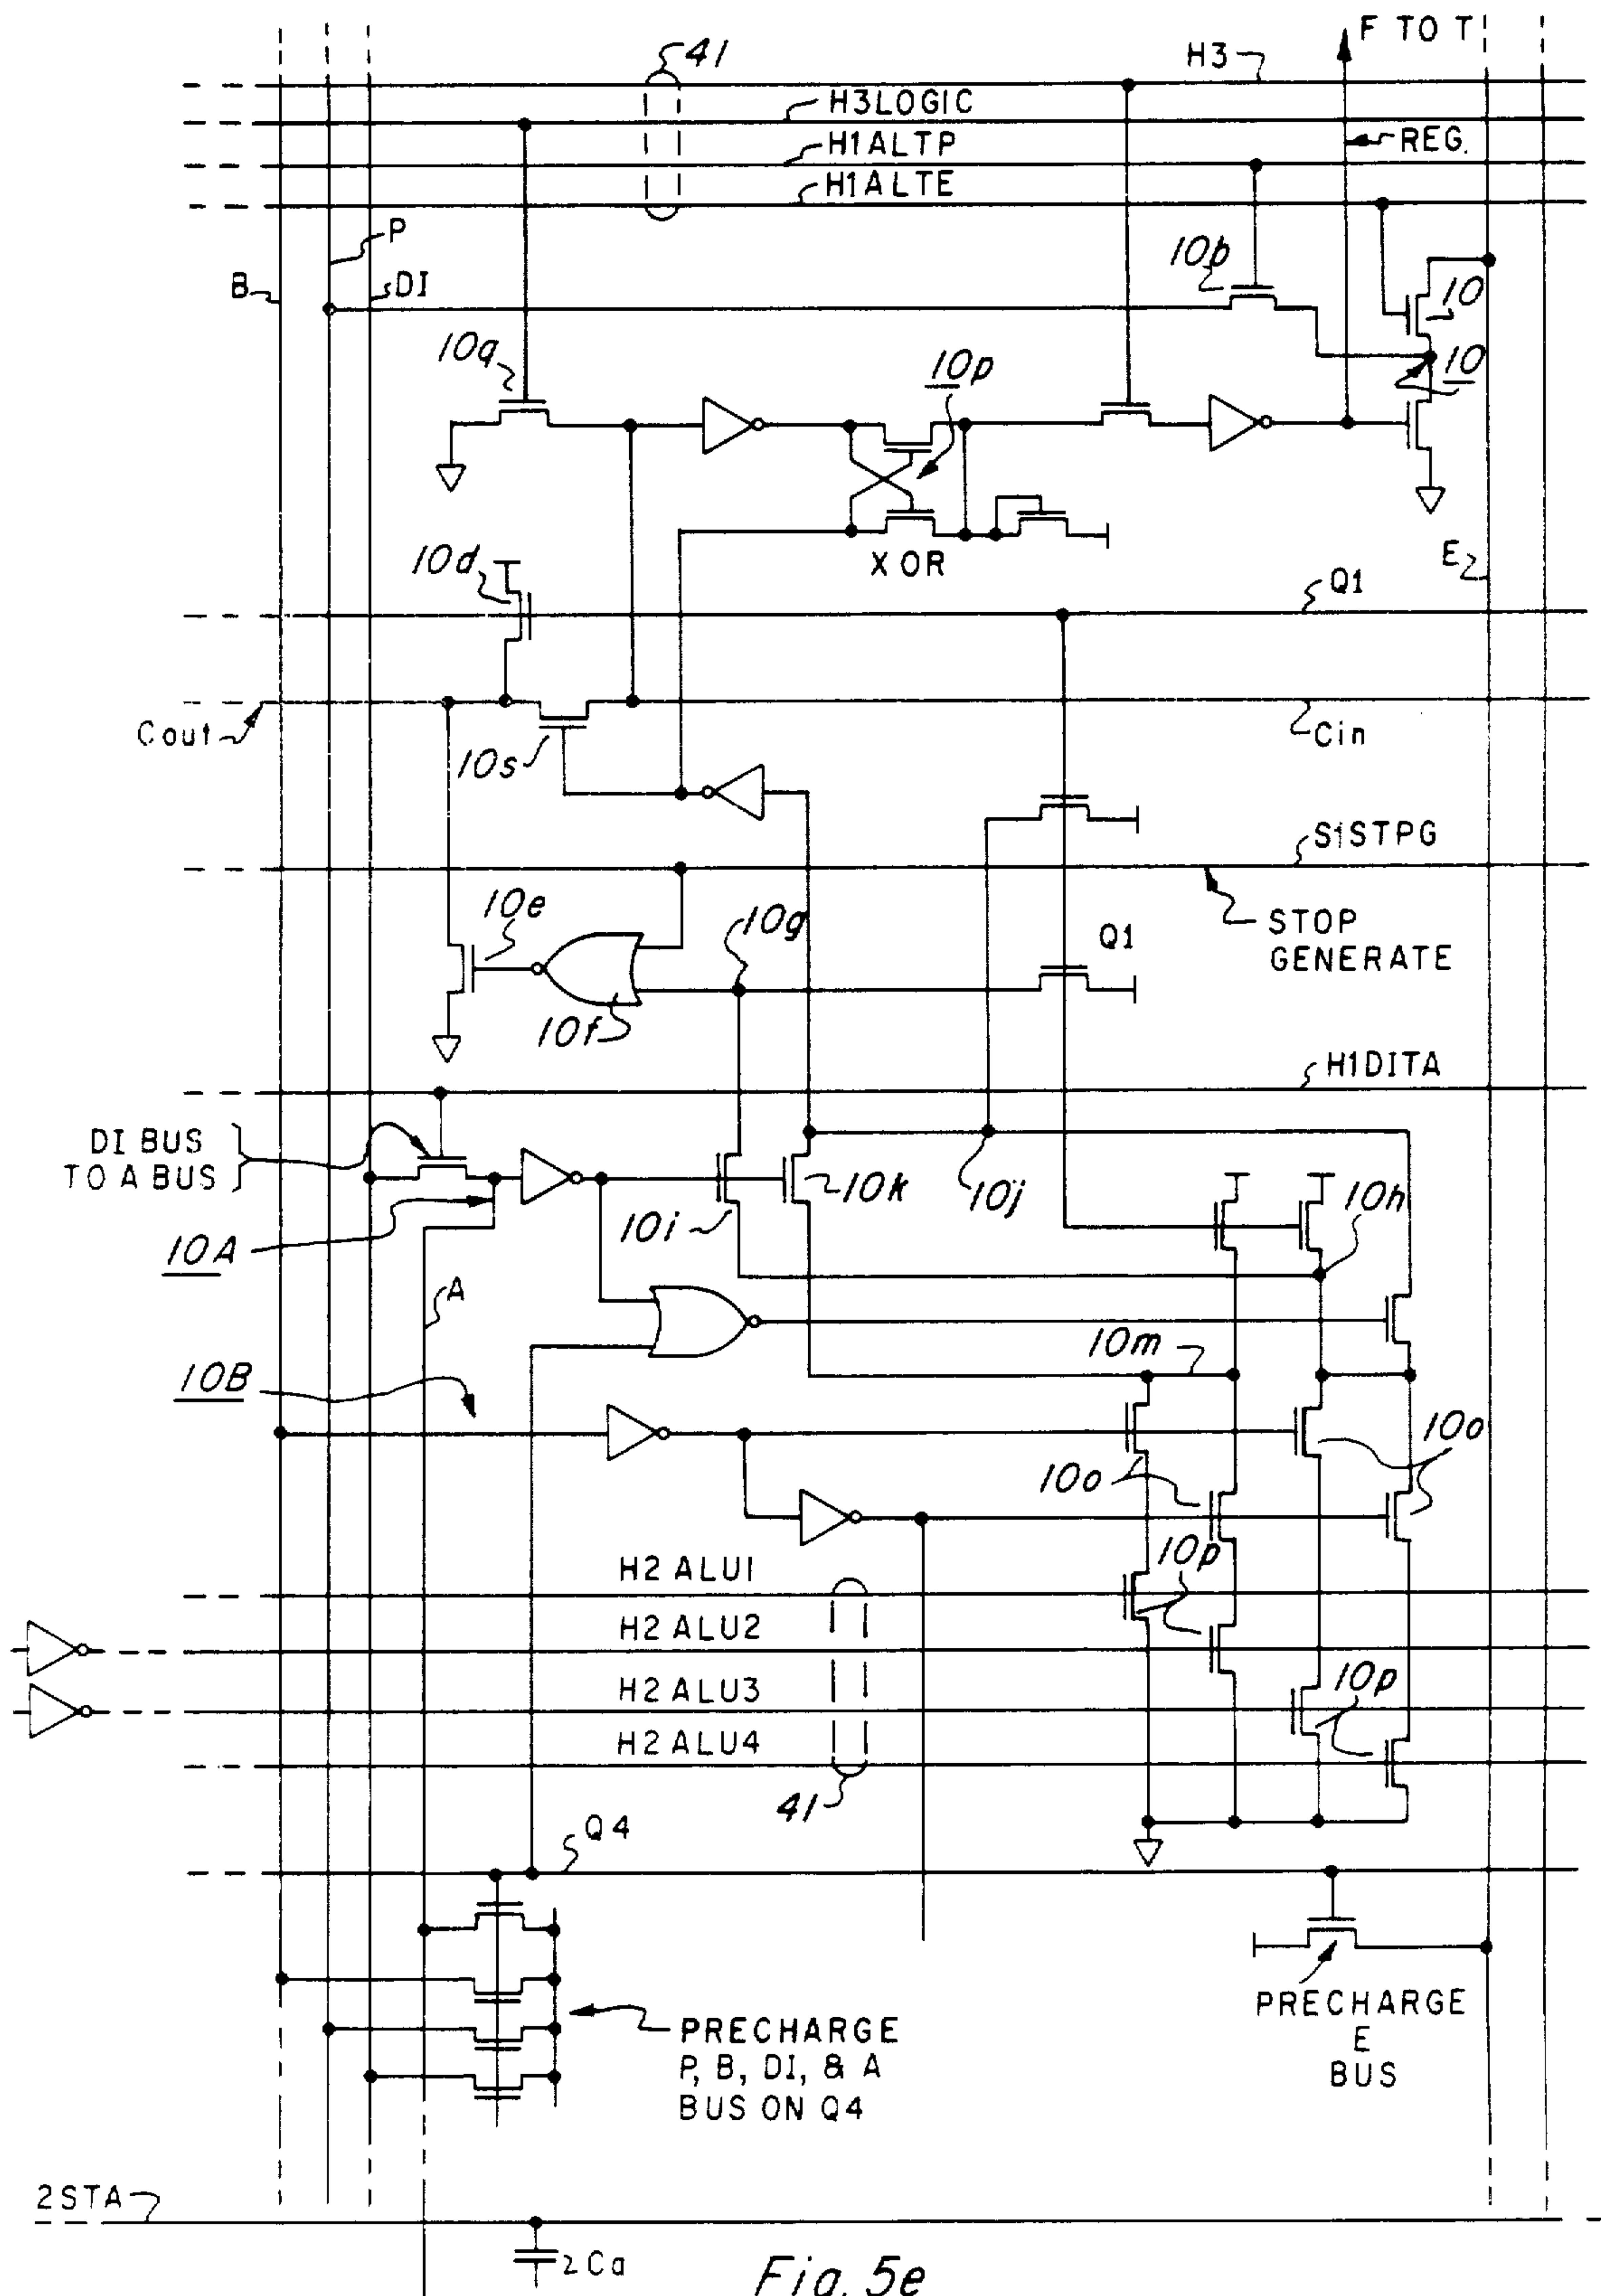 F TO T
41
H3
H3LOGIC
REG.
H1ALTP
H1ALTE
P
10b
B
DI
10
10q
10p
10
XOR
10d
E
Q1
Cout
Cin
10s
S1STPG
10e
10g
STOP
GENERATE
Q1
10f
H1DITA
DI BUS
TO A BUS
10k
10j
10h
10i
10A
A
10m
10B
10o
10o
H2 ALU1
10p
H2 ALU2
H2 ALU3
10p
H2 ALU4
41
Q4
PRECHARGE
E
BUS
PRECHARGE
P, B, DI, & A
BUS ON Q4
2STA
2Ca
Fig. 5e